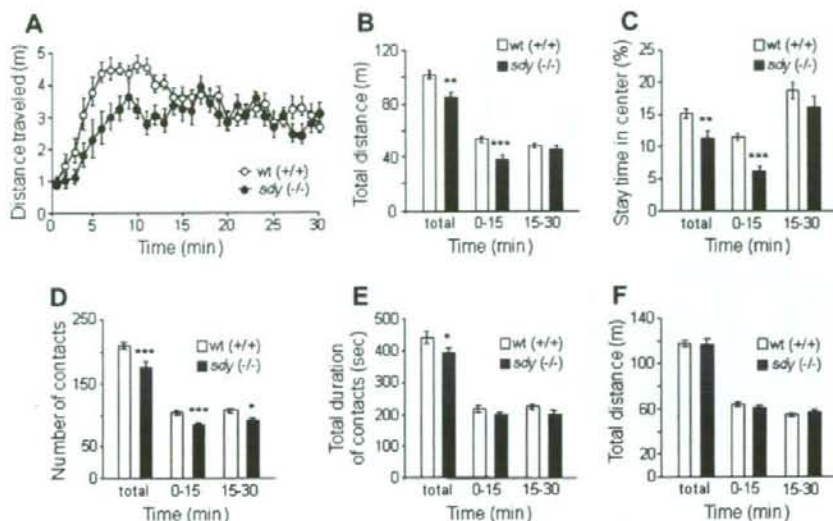 A
Distance traveled (m)
5
4
3
2
1
0
5
10
15
20
25
30
Time (min)
wt (+/+)
sdy (-/-)
B
Total distance (m)
120
80
40
0
**
***
wt (+/+)
sdy (-/-)
total 0-15 15-30
Time (min)
C
Stay time in center (%)
25
20
15
10
5
0
**
***
wt (+/+)
sdy (-/-)
total 0-15 15-30
Time (min)
D
Number of contacts
250
100
50
0
***
***
*
wt (+/+)
sdy (-/-)
total 0-15 15-30
Time (min)
E
Total duration
of contacts (sec)
500
400
300
200
100
0
*
wt (+/+)
sdy (-/-)
total 0-15 15-30
Time (min)
F
Total distance (m)
120
80
40
0
wt (+/+)
sdy (-/-)
total 0-15 15-30
Time (min)